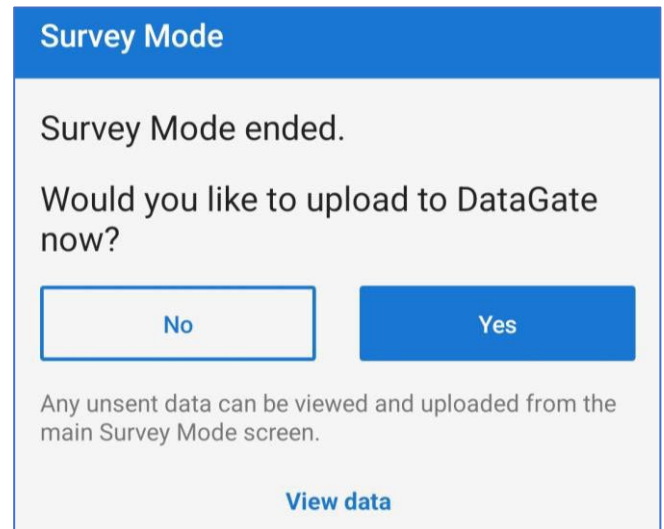 Survey Mode
Survey Mode ended.
Would you like to upload to DataGate
now?
No
Yes
Any unsent data can be viewed and uploaded from the
main Survey Mode screen.
View data